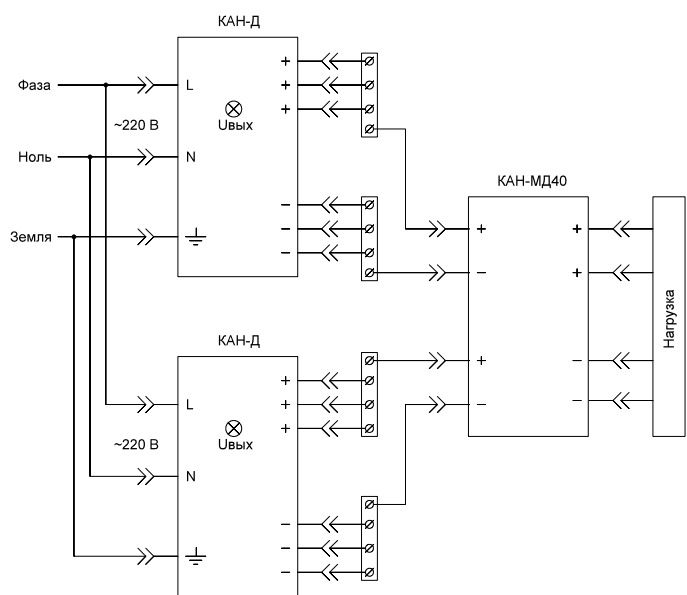 КАН-Д
Фаза
L
+
+
+
~220 В
Uвых
Ноль
N
КАН-МД40
Земля
−
−
−
+
−
+
−
+
+
−
−
Нагрузка
КАН-Д
L
+
+
+
~220 В
Uвых
N
−
−
−